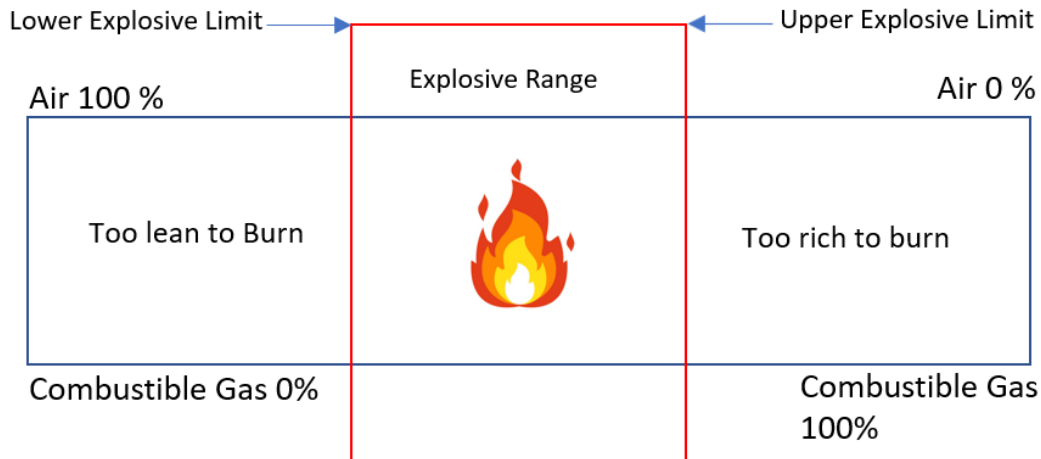 Lower Explosive Limit
Upper Explosive Limit
Explosive Range
Air 100 %
Air 0 %
Too lean to Burn
Too rich to burn
Combustible Gas 0%
Combustible Gas
100%